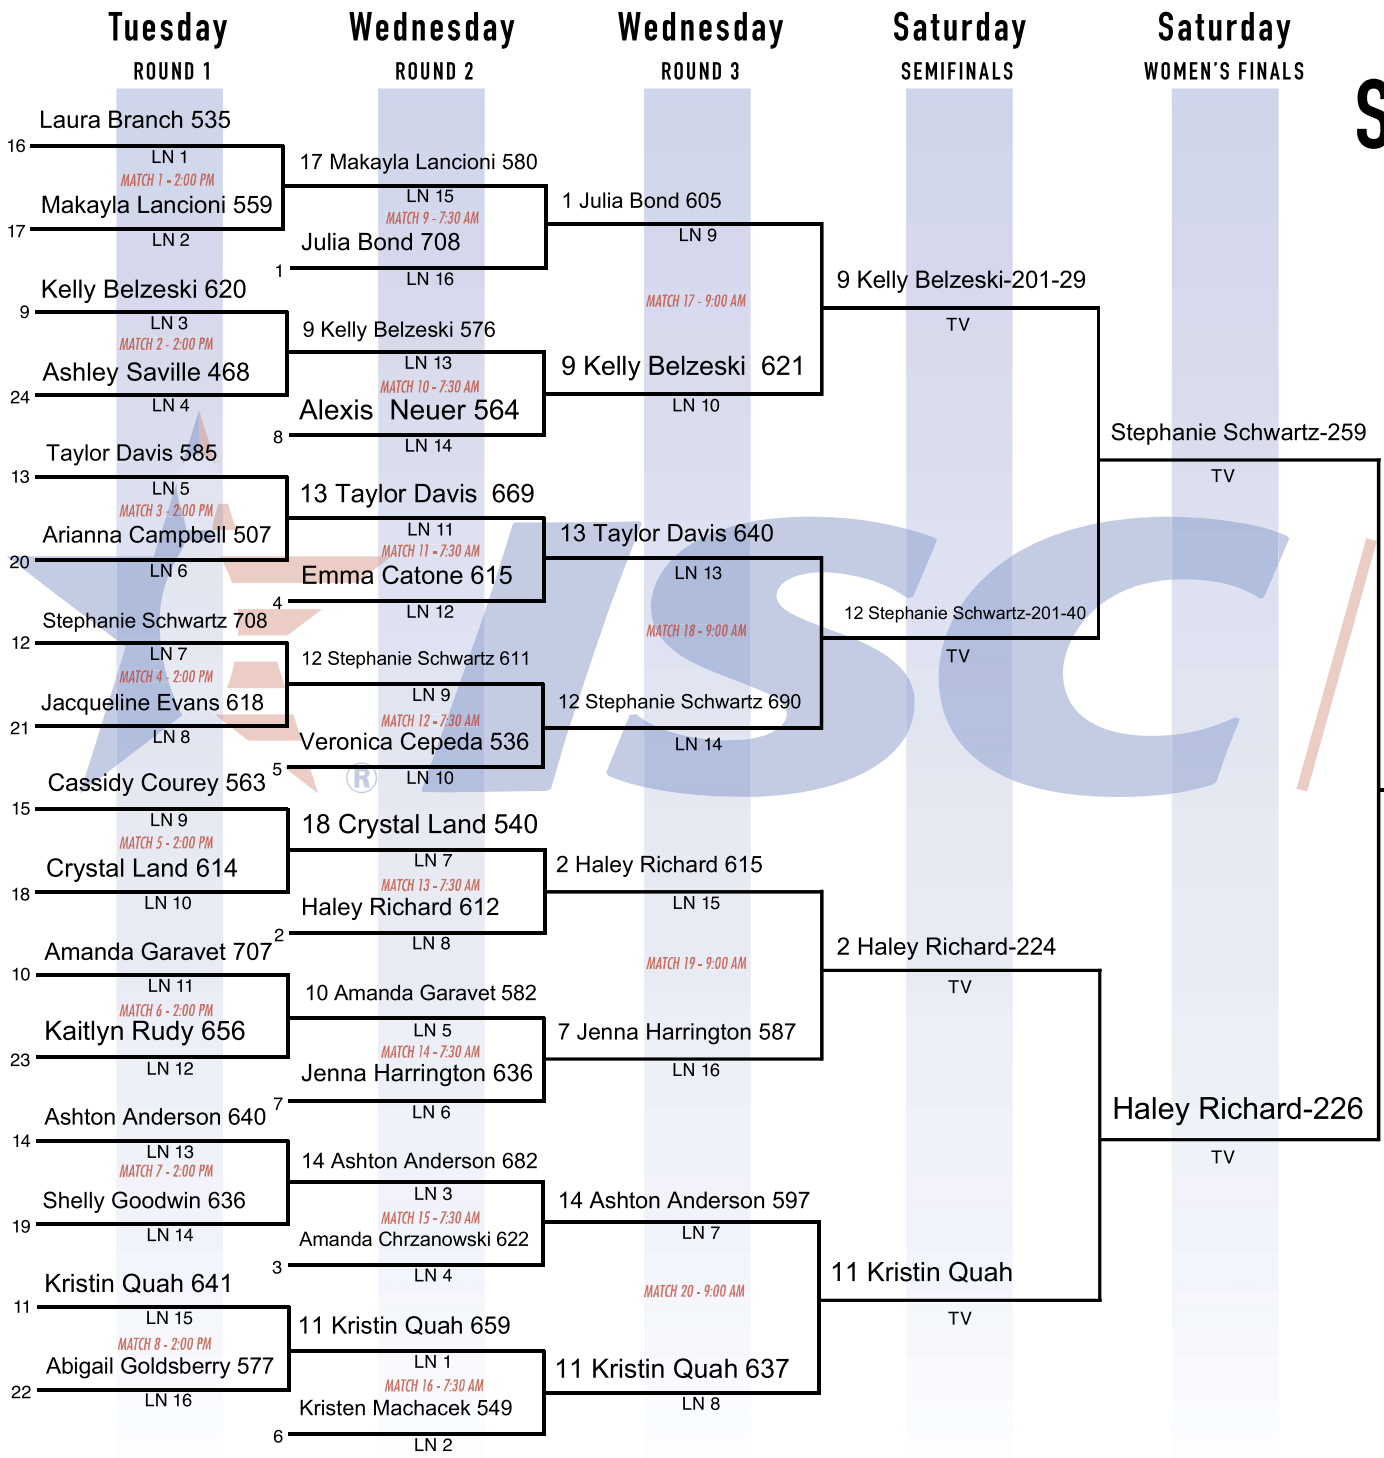 Tuesday
ROUND 1
Wednesday
ROUND 2
Wednesday
ROUND 3
Saturday
SEMIFINALS
Saturday
WOMEN'S FINALS
S
Laura Branch 535
16
LN 1
MATCH 1 - 2:00 PM
Makayla Lancioni 559
17
LN 2
Kelly Belzeski 620
9
LN 3
MATCH 2 - 2:00 PM
Ashley Saville 468
24
LN 4
Taylor Davis 585
13
LN 5
MATCH 3 - 2:00 PM
Arianna Campbell 507
20
LN 6
Stephanie Schwartz 708
12
LN 7
MATCH 4 - 2:00 PM
Jacqueline Evans 618
21
LN 8
Cassidy Courey 563
15
LN 9
MATCH 5 - 2:00 PM
Crystal Land 614
18
LN 10
Amanda Garavet 707
10
LN 11
MATCH 6 - 2:00 PM
Kaitlyn Rudy 656
23
LN 12
Ashton Anderson 640
14
LN 13
MATCH 7 - 2:00 PM
Shelly Goodwin 636
19
LN 14
Kristin Quah 641
11
LN 15
MATCH 8 - 2:00 PM
Abigail Goldsberry 577
22
LN 16
17 Makayla Lancioni 580
LN 15
MATCH 9 - 7:30 AM
Julia Bond 708
1
LN 16
9 Kelly Belzeski 576
LN 13
MATCH 10 - 7:30 AM
Alexis Neuer 564
8
LN 14
13 Taylor Davis 669
LN 11
MATCH 11 - 7:30 AM
Emma Catone 615
4
LN 12
12 Stephanie Schwartz 611
LN 9
MATCH 12 - 7:30 AM
Veronica Cepeda 536
5
LN 10
18 Crystal Land 540
LN 7
MATCH 13 - 7:30 AM
Haley Richard 612
2
LN 8
10 Amanda Garavet 582
LN 5
MATCH 14 - 7:30 AM
Jenna Harrington 636
7
LN 6
14 Ashton Anderson 682
LN 3
MATCH 15 - 7:30 AM
Amanda Chrzanowski 622
3
LN 4
11 Kristin Quah 659
LN 1
MATCH 16 - 7:30 AM
Kristen Machacek 549
6
LN 2
1 Julia Bond 605
LN 9
MATCH 17 - 9:00 AM
9 Kelly Belzeski 621
LN 10
13 Taylor Davis 640
LN 13
MATCH 18 - 9:00 AM
12 Stephanie Schwartz 690
LN 14
2 Haley Richard 615
LN 15
MATCH 19 - 9:00 AM
7 Jenna Harrington 587
LN 16
14 Ashton Anderson 597
LN 7
MATCH 20 - 9:00 AM
11 Kristin Quah 637
LN 8
9 Kelly Belzeski-201-29
TV
12 Stephanie Schwartz-201-40
TV
2 Haley Richard-224
TV
11 Kristin Quah
TV
Stephanie Schwartz-259
TV
Haley Richard-226
TV
® ISC/